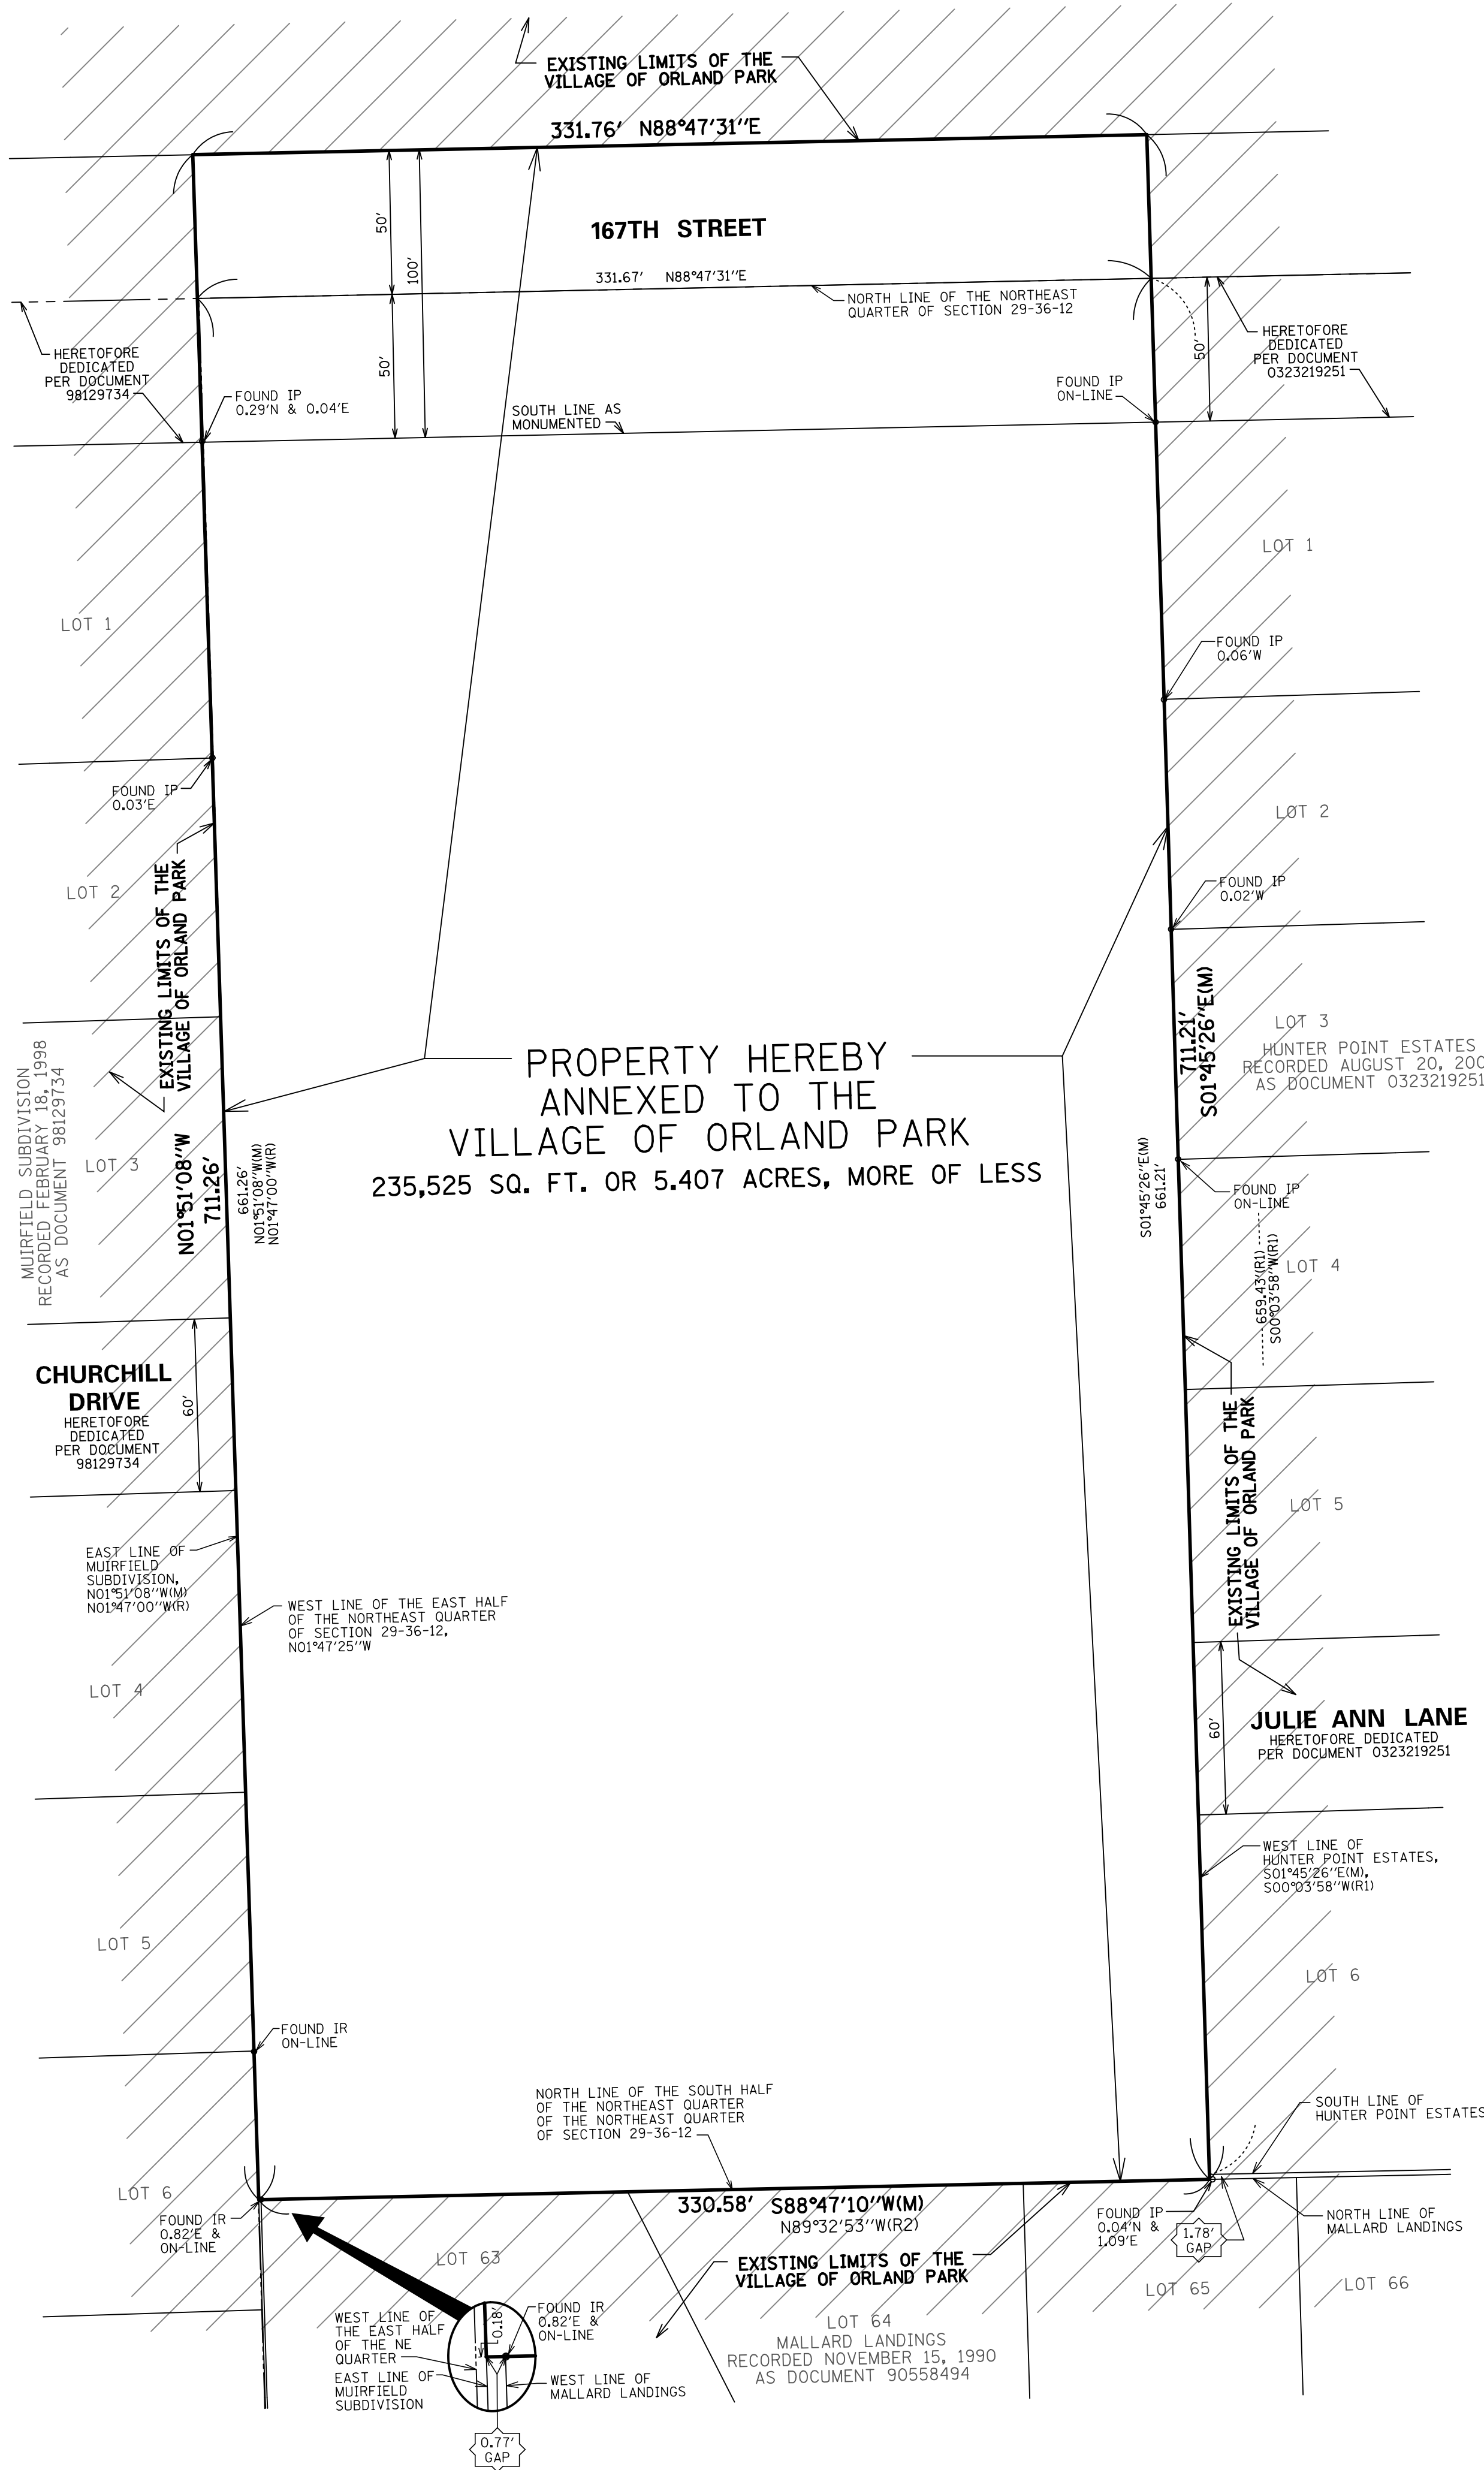 EXISTING LIMITS OF THE
VILLAGE OF ORLAND PARK
331.76' N88°47'31"E
50'
100'
167TH STREET
331.67' N88°47'31"E
NORTH LINE OF THE NORTHEAST
QUARTER OF SECTION 29-36-12
HERETOFORE
DEDICATED
PER DOCUMENT
98129734
50'
FOUND IP
0.29'N & 0.04'E
SOUTH LINE AS
MONUMENTED
FOUND IP
ON-LINE
50'
HERETOFORE
DEDICATED
PER DOCUMENT
0323219251
LOT 1
LOT 1
FOUND IP
0.06'W
FOUND IP
0.03'E
LOT 2
LOT 2
FOUND IP
0.02'W
EXISTING LIMITS OF THE
VILLAGE OF ORLAND PARK
711.21'
S01°45'26"E(M)
LOT 3
HUNTER POINT ESTATES
RECORDED AUGUST 20, 200
AS DOCUMENT 0323219251
PROPERTY HEREBY
ANNEXED TO THE
VILLAGE OF ORLAND PARK
235,525 SQ. FT. OR 5.407 ACRES, MORE OF LESS
MUIRFIELD SUBDIVISION
RECORDED FEBRUARY 18, 1998
AS DOCUMENT 98129734
LOT 3
N01°51'08"W
711.26'
661.26'
N01°51'08"W(M)
N01°47'00"W(R)
S01°45'26"E(M)
661.21'
FOUND IP
ON-LINE
659.43'(R1)
S00°03'58"W(R1)
LOT 4
CHURCHILL
DRIVE
HERETOFORE
DEDICATED
PER DOCUMENT
98129734
60'
EXISTING LIMITS OF THE
VILLAGE OF ORLAND PARK
LOT 5
EAST LINE OF
MUIRFIELD
SUBDIVISION,
N01°51'08"W(M)
N01°47'00"W(R)
WEST LINE OF THE EAST HALF
OF THE NORTHEAST QUARTER
OF SECTION 29-36-12,
N01°47'25"W
LOT 4
60'
JULIE ANN LANE
HERETOFORE DEDICATED
PER DOCUMENT 0323219251
WEST LINE OF
HUNTER POINT ESTATES,
S01°45'26"E(M),
S00°03'58"W(R1)
LOT 5
LOT 6
FOUND IR
ON-LINE
NORTH LINE OF THE SOUTH HALF
OF THE NORTHEAST QUARTER
OF THE NORTHEAST QUARTER
OF SECTION 29-36-12
SOUTH LINE OF
HUNTER POINT ESTATES
LOT 6
FOUND IR
0.82'E &
ON-LINE
330.58' S88°47'10"W(M)
N89°32'53"W(R2)
FOUND IP
0.04'N &
1.09'E
1.78'
GAP
NORTH LINE OF
MALLARD LANDINGS
LOT 63
EXISTING LIMITS OF THE
VILLAGE OF ORLAND PARK
LOT 65
LOT 66
WEST LINE OF
THE EAST HALF
OF THE NE
QUARTER
0.18'
FOUND IR
0.82'E &
ON-LINE
LOT 64
MALLARD LANDINGS
RECORDED NOVEMBER 15, 1990
AS DOCUMENT 90558494
EAST LINE OF
MUIRFIELD
SUBDIVISION
WEST LINE OF
MALLARD LANDINGS
0.77'
GAP